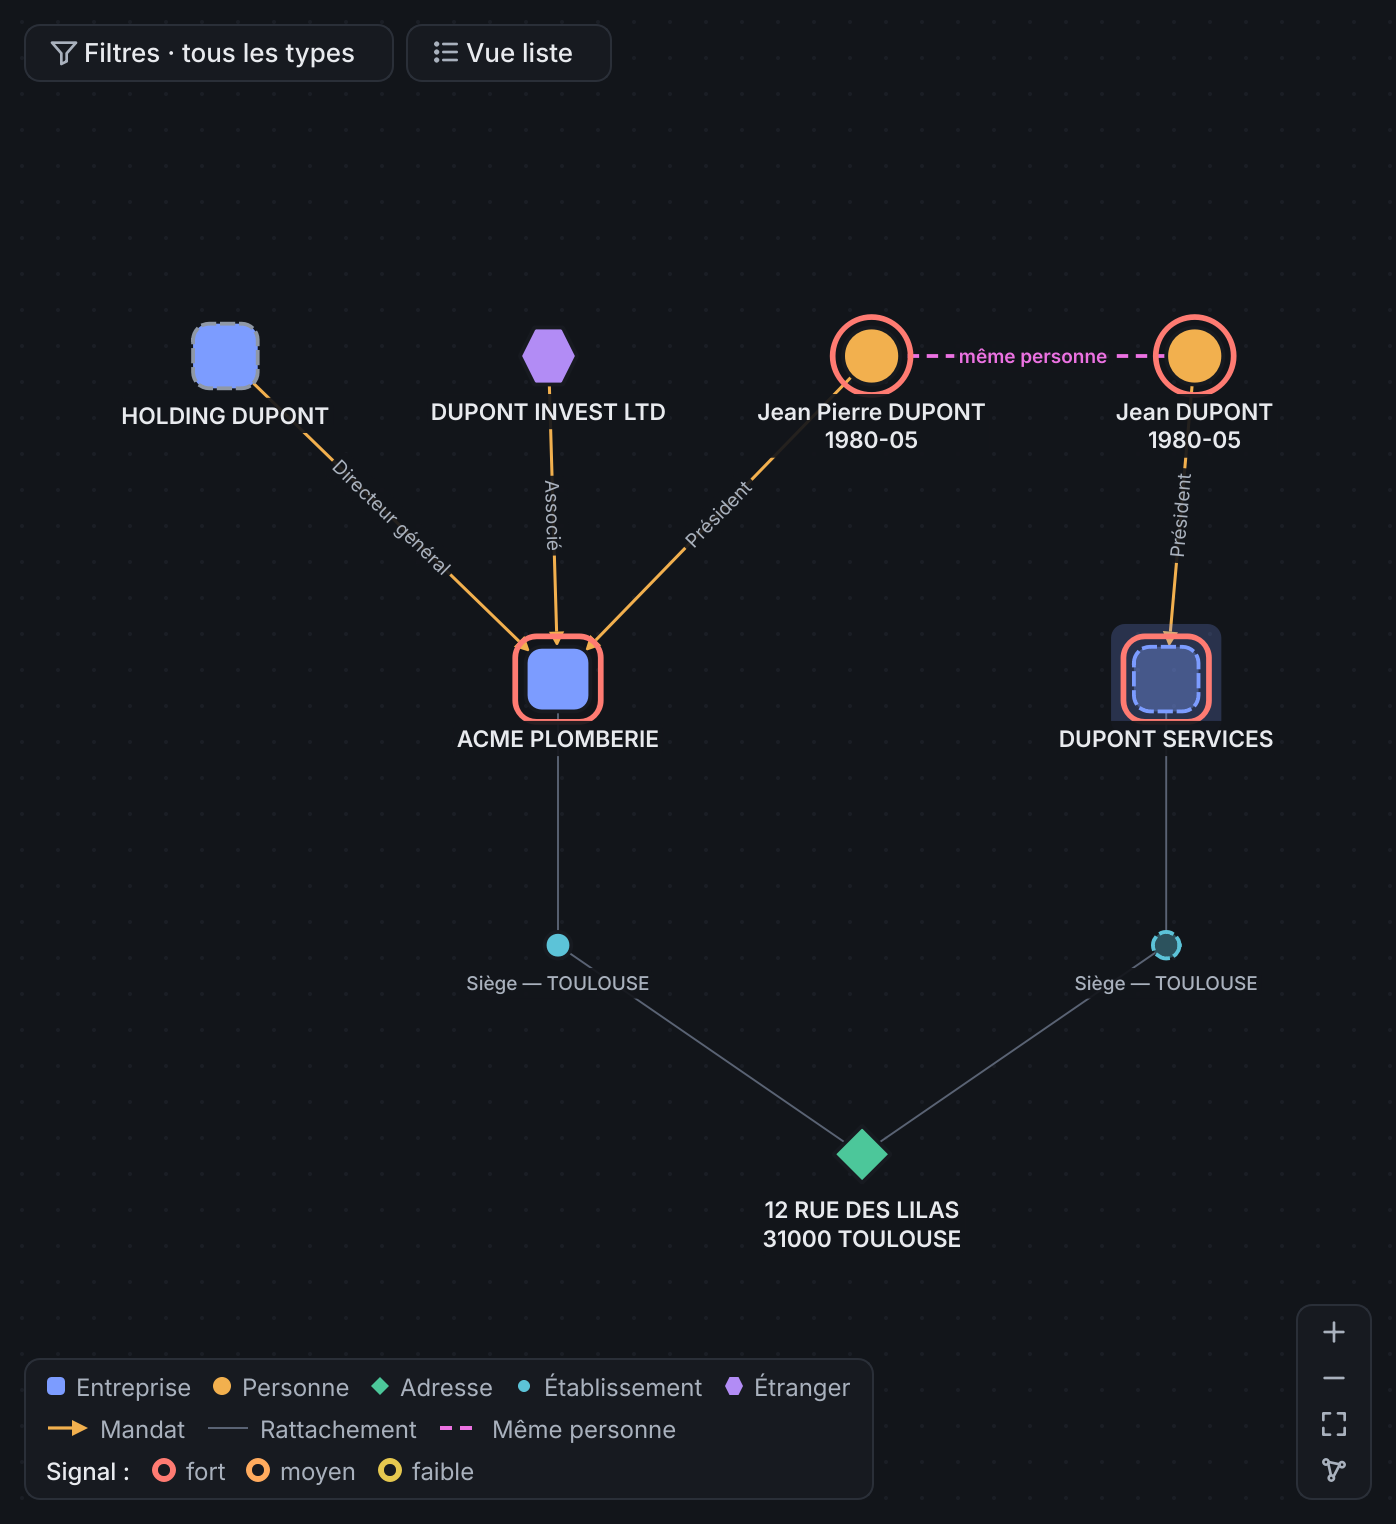 Filtres · tous les types
Vue liste
même personne
HOLDING DUPONT
DUPONT INVEST LTD
Jean Pierre DUPONT
1980-05
Jean DUPONT
1980-05
Directeur général
Associé
Président
Président
ACME PLOMBERIE
DUPONT SERVICES
Siège — TOULOUSE
Siège — TOULOUSE
12 RUE DES LILAS
31000 TOULOUSE
Entreprise
Personne
Adresse
Établissement
Étranger
Mandat
Rattachement
Même personne
Signal :
fort
moyen
faible